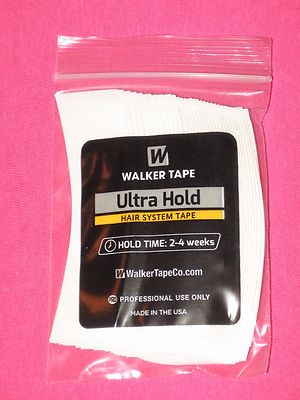 W
WALKER TAPE
Ultra Hold
HAIR SYSTEM TAPE
HOLD TIME: 2-4 weeks
W WalkerTapeCo.com
PROFESSIONAL USE ONLY
MADE IN THE USA